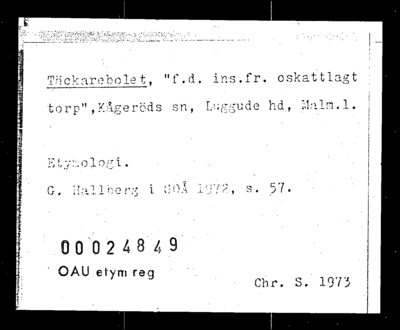 Täckarebolet, "f.d. ins.fr. oskattlagt
torp",Kågeröds sn, Luggude hd, Malm.l.
Etymologi.
G. Hallberg i SOÅ 1972, s. 57.
00024849
OAU etym reg
Chr. S. 1973